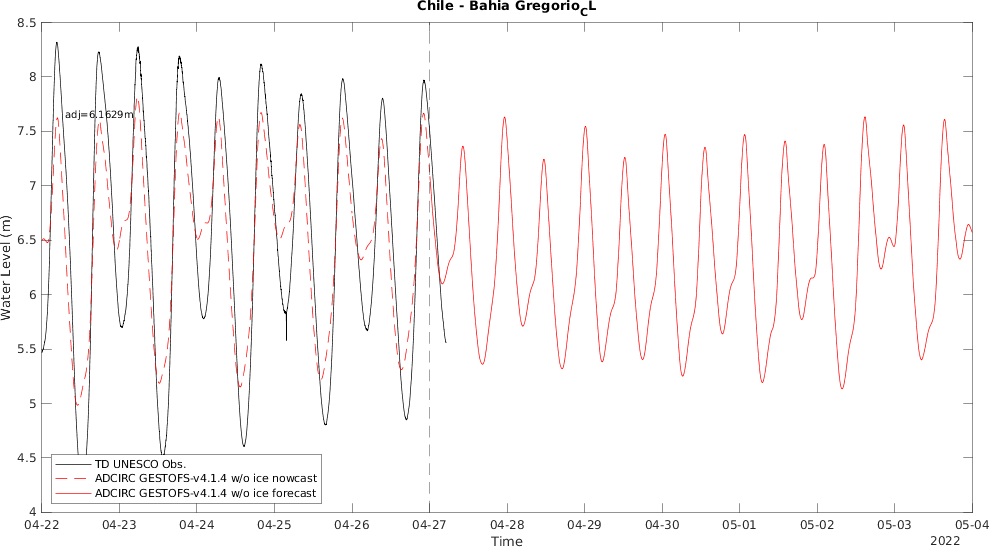 Chile - Bahia Gregorio_CL
8.5
8
7.5
7
6.5
6
5.5
5
4.5
4
Water Level (m)
adj=6.1629m
TD UNESCO Obs.
ADCIRC GESTOFS-v4.1.4 w/o ice nowcast
ADCIRC GESTOFS-v4.1.4 w/o ice forecast
04-22 04-23 04-24 04-25 04-26 04-27 04-28 04-29 04-30 05-01 05-02 05-03 05-04
Time
2022